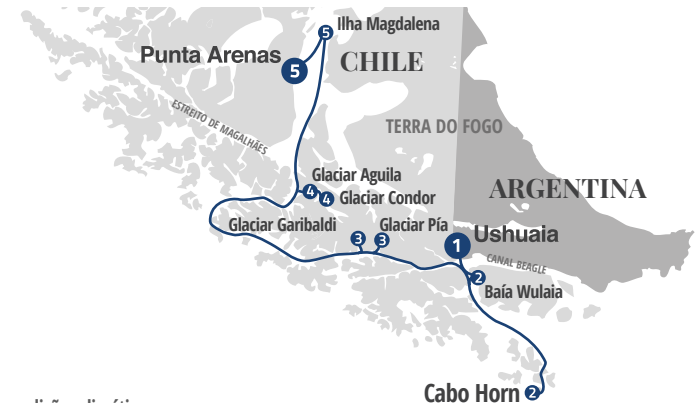 Ilha Magdalena
5
Punta Arenas
5
CHILE
ESTREITO DE MAGALHÃES
TERRA DO FOGO
Glaciar Aguila
4
4
Glaciar Condor
ARGENTINA
Glaciar Garibaldi
Glaciar Pía
3
3
1
Ushuaia
CANAL BEAGLE
2
Baía Wulaia
Cabo Horn
2